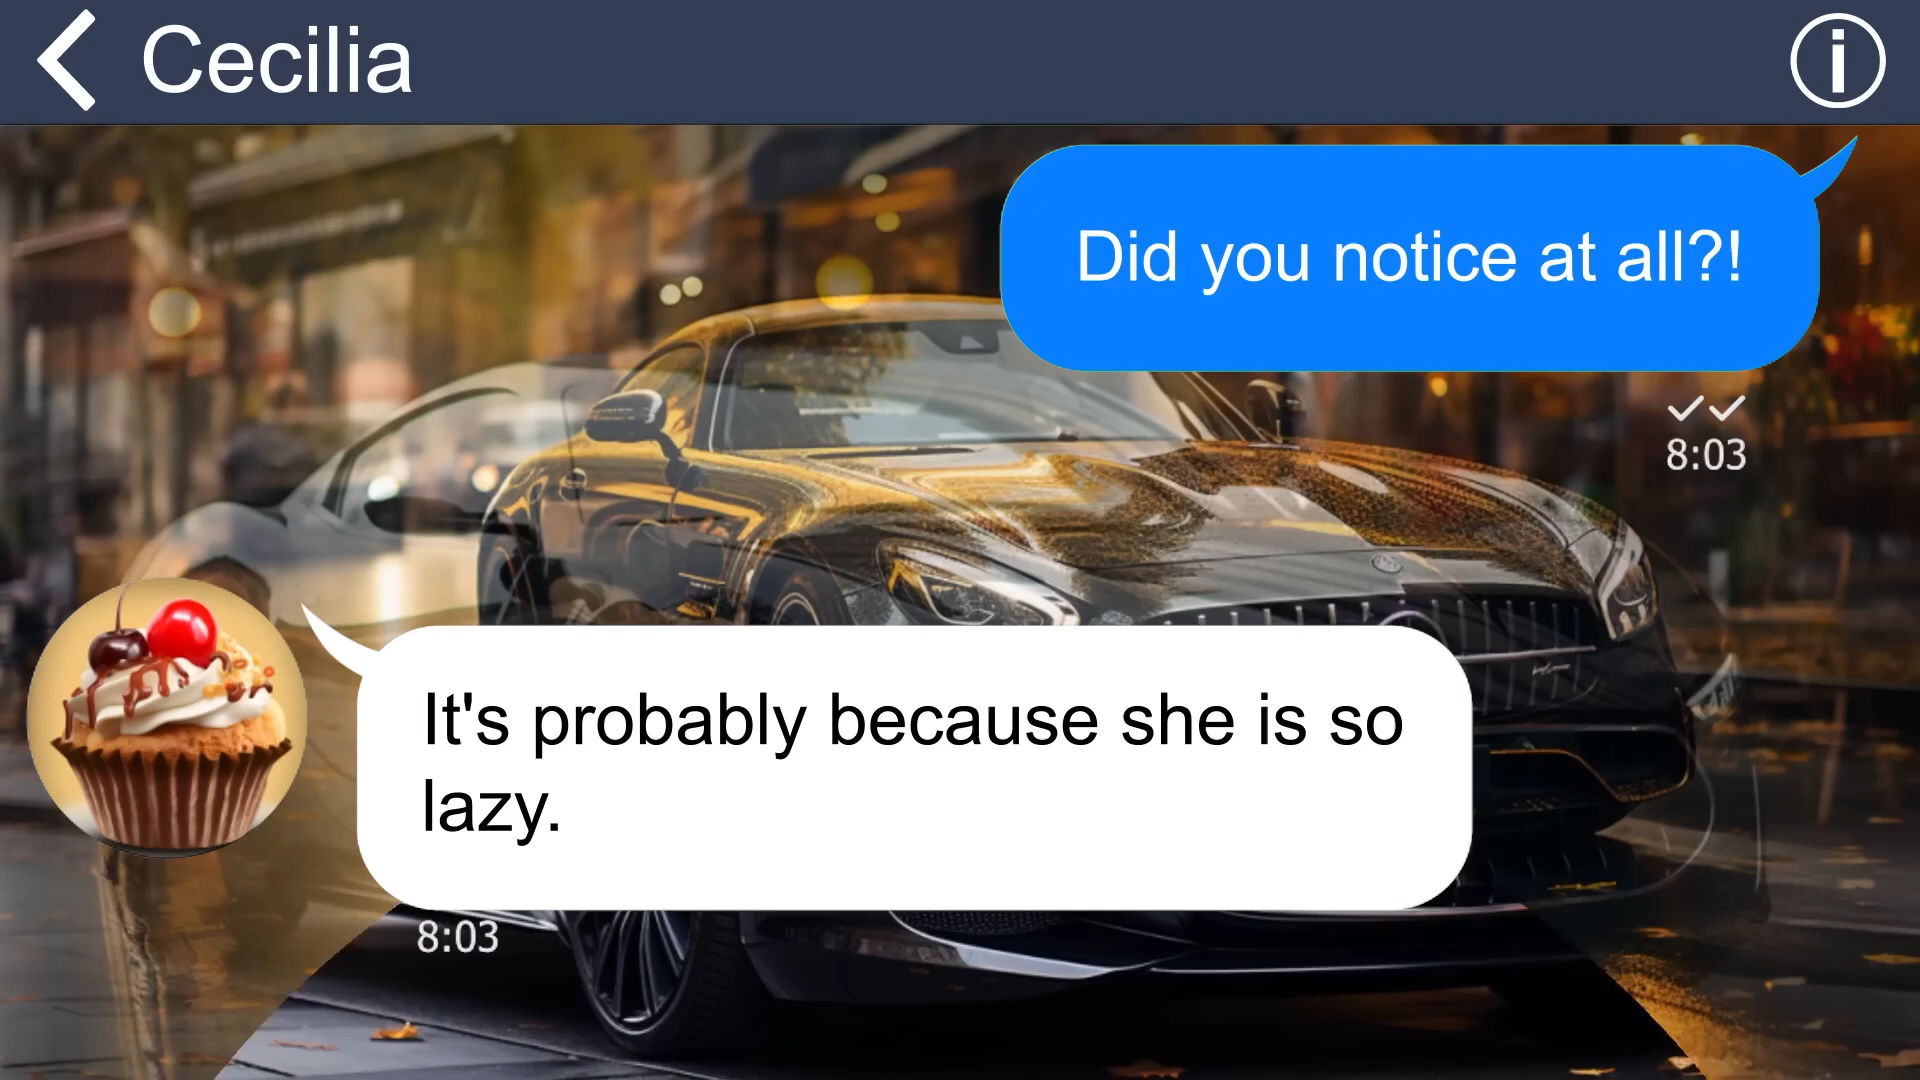 Cecilia
Did you notice at all?!
8:03
It's probably because she is so
lazy.
8:03